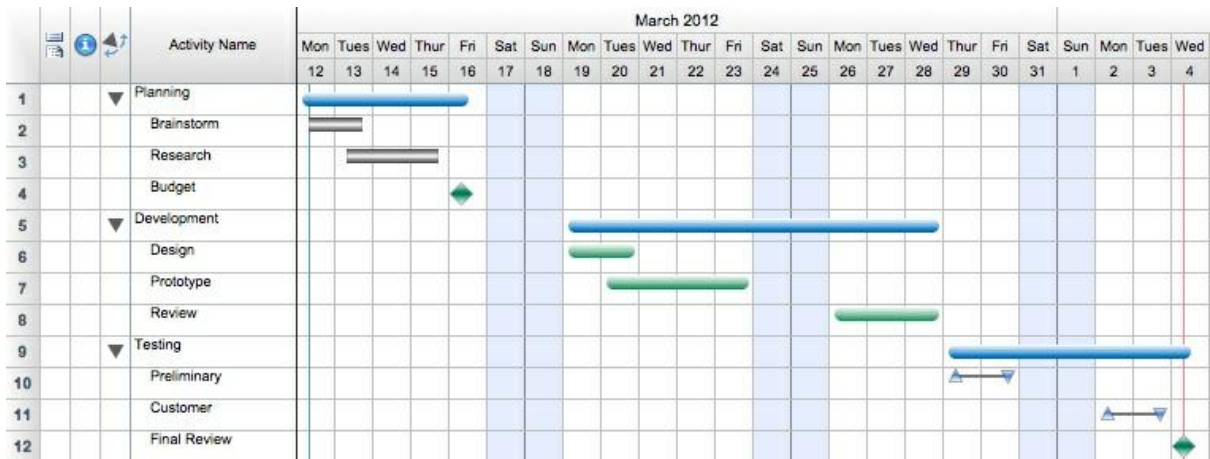 March 2012
Activity Name Mon Tues Wed Thur Fri Sat Sun Mon Tues Wed Thur Fri Sat Sun Mon Tues Wed Thur Fri Sat Sun Mon Tues Wed
12 13 14 15 16 17 18 19 20 21 22 23 24 25 26 27 28 29 30 31 1 2 3 4
1 Planning
2 Brainstorm
3 Research
4 Budget
5 Development
6 Design
7 Prototype
8 Review
9 Testing
10 Preliminary
11 Customer
12 Final Review